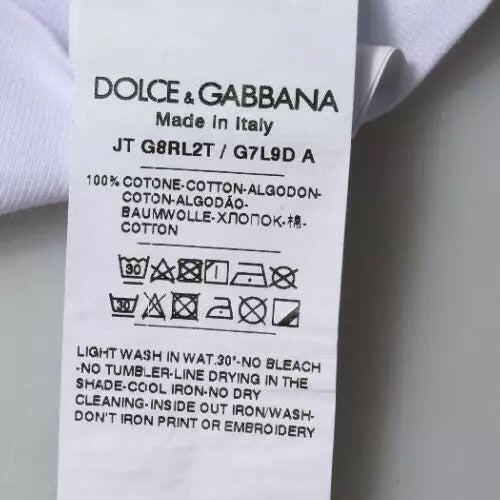 DOLCE & GABBANA
Made in Italy
JT G8RL2T / G7L9D A
100% COTONE-COTTON-ALGODON-
COTON-ALGODÃO-
BAUMWOLLE-ХЛОПОК-棉-
COTTON
30
30
LIGHT WASH IN WAT.30°-NO BLEACH
-NO TUMBLER-LINE DRYING IN THE
SHADE-COOL IRON-NO DRY
CLEANING-INSIDE OUT IRON/WASH-
DON'T IRON PRINT OR EMBROIDERY